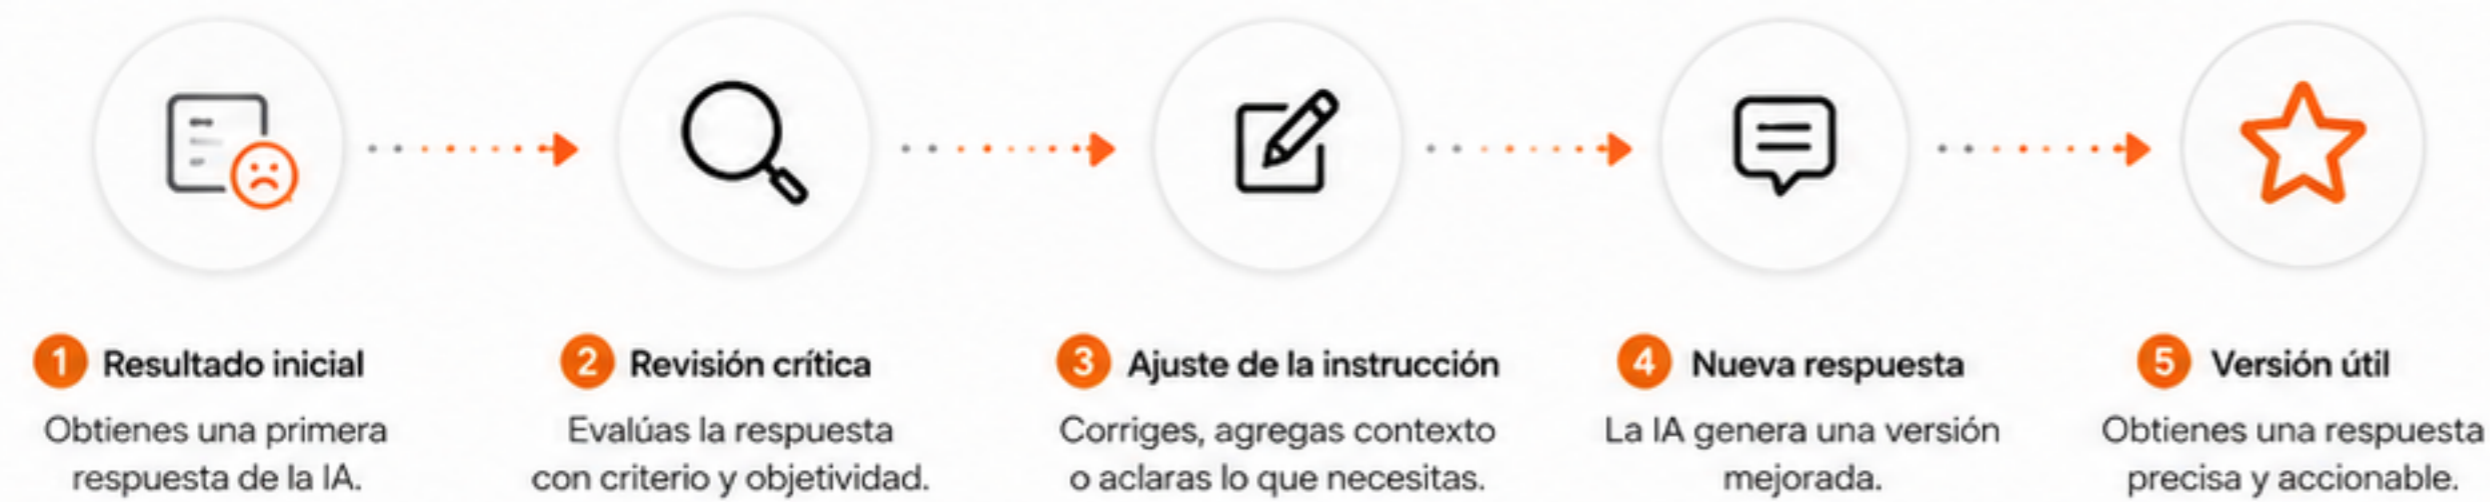 1 Resultado inicial
Obtienes una primera
respuesta de la IA.
2 Revisión crítica
Evalúas la respuesta
con criterio y objetividad.
3 Ajuste de la instrucción
Corriges, agregas contexto
o aclaras lo que necesitas.
4 Nueva respuesta
La IA genera una versión
mejorada.
5 Versión útil
Obtienes una respuesta
precisa y accionable.